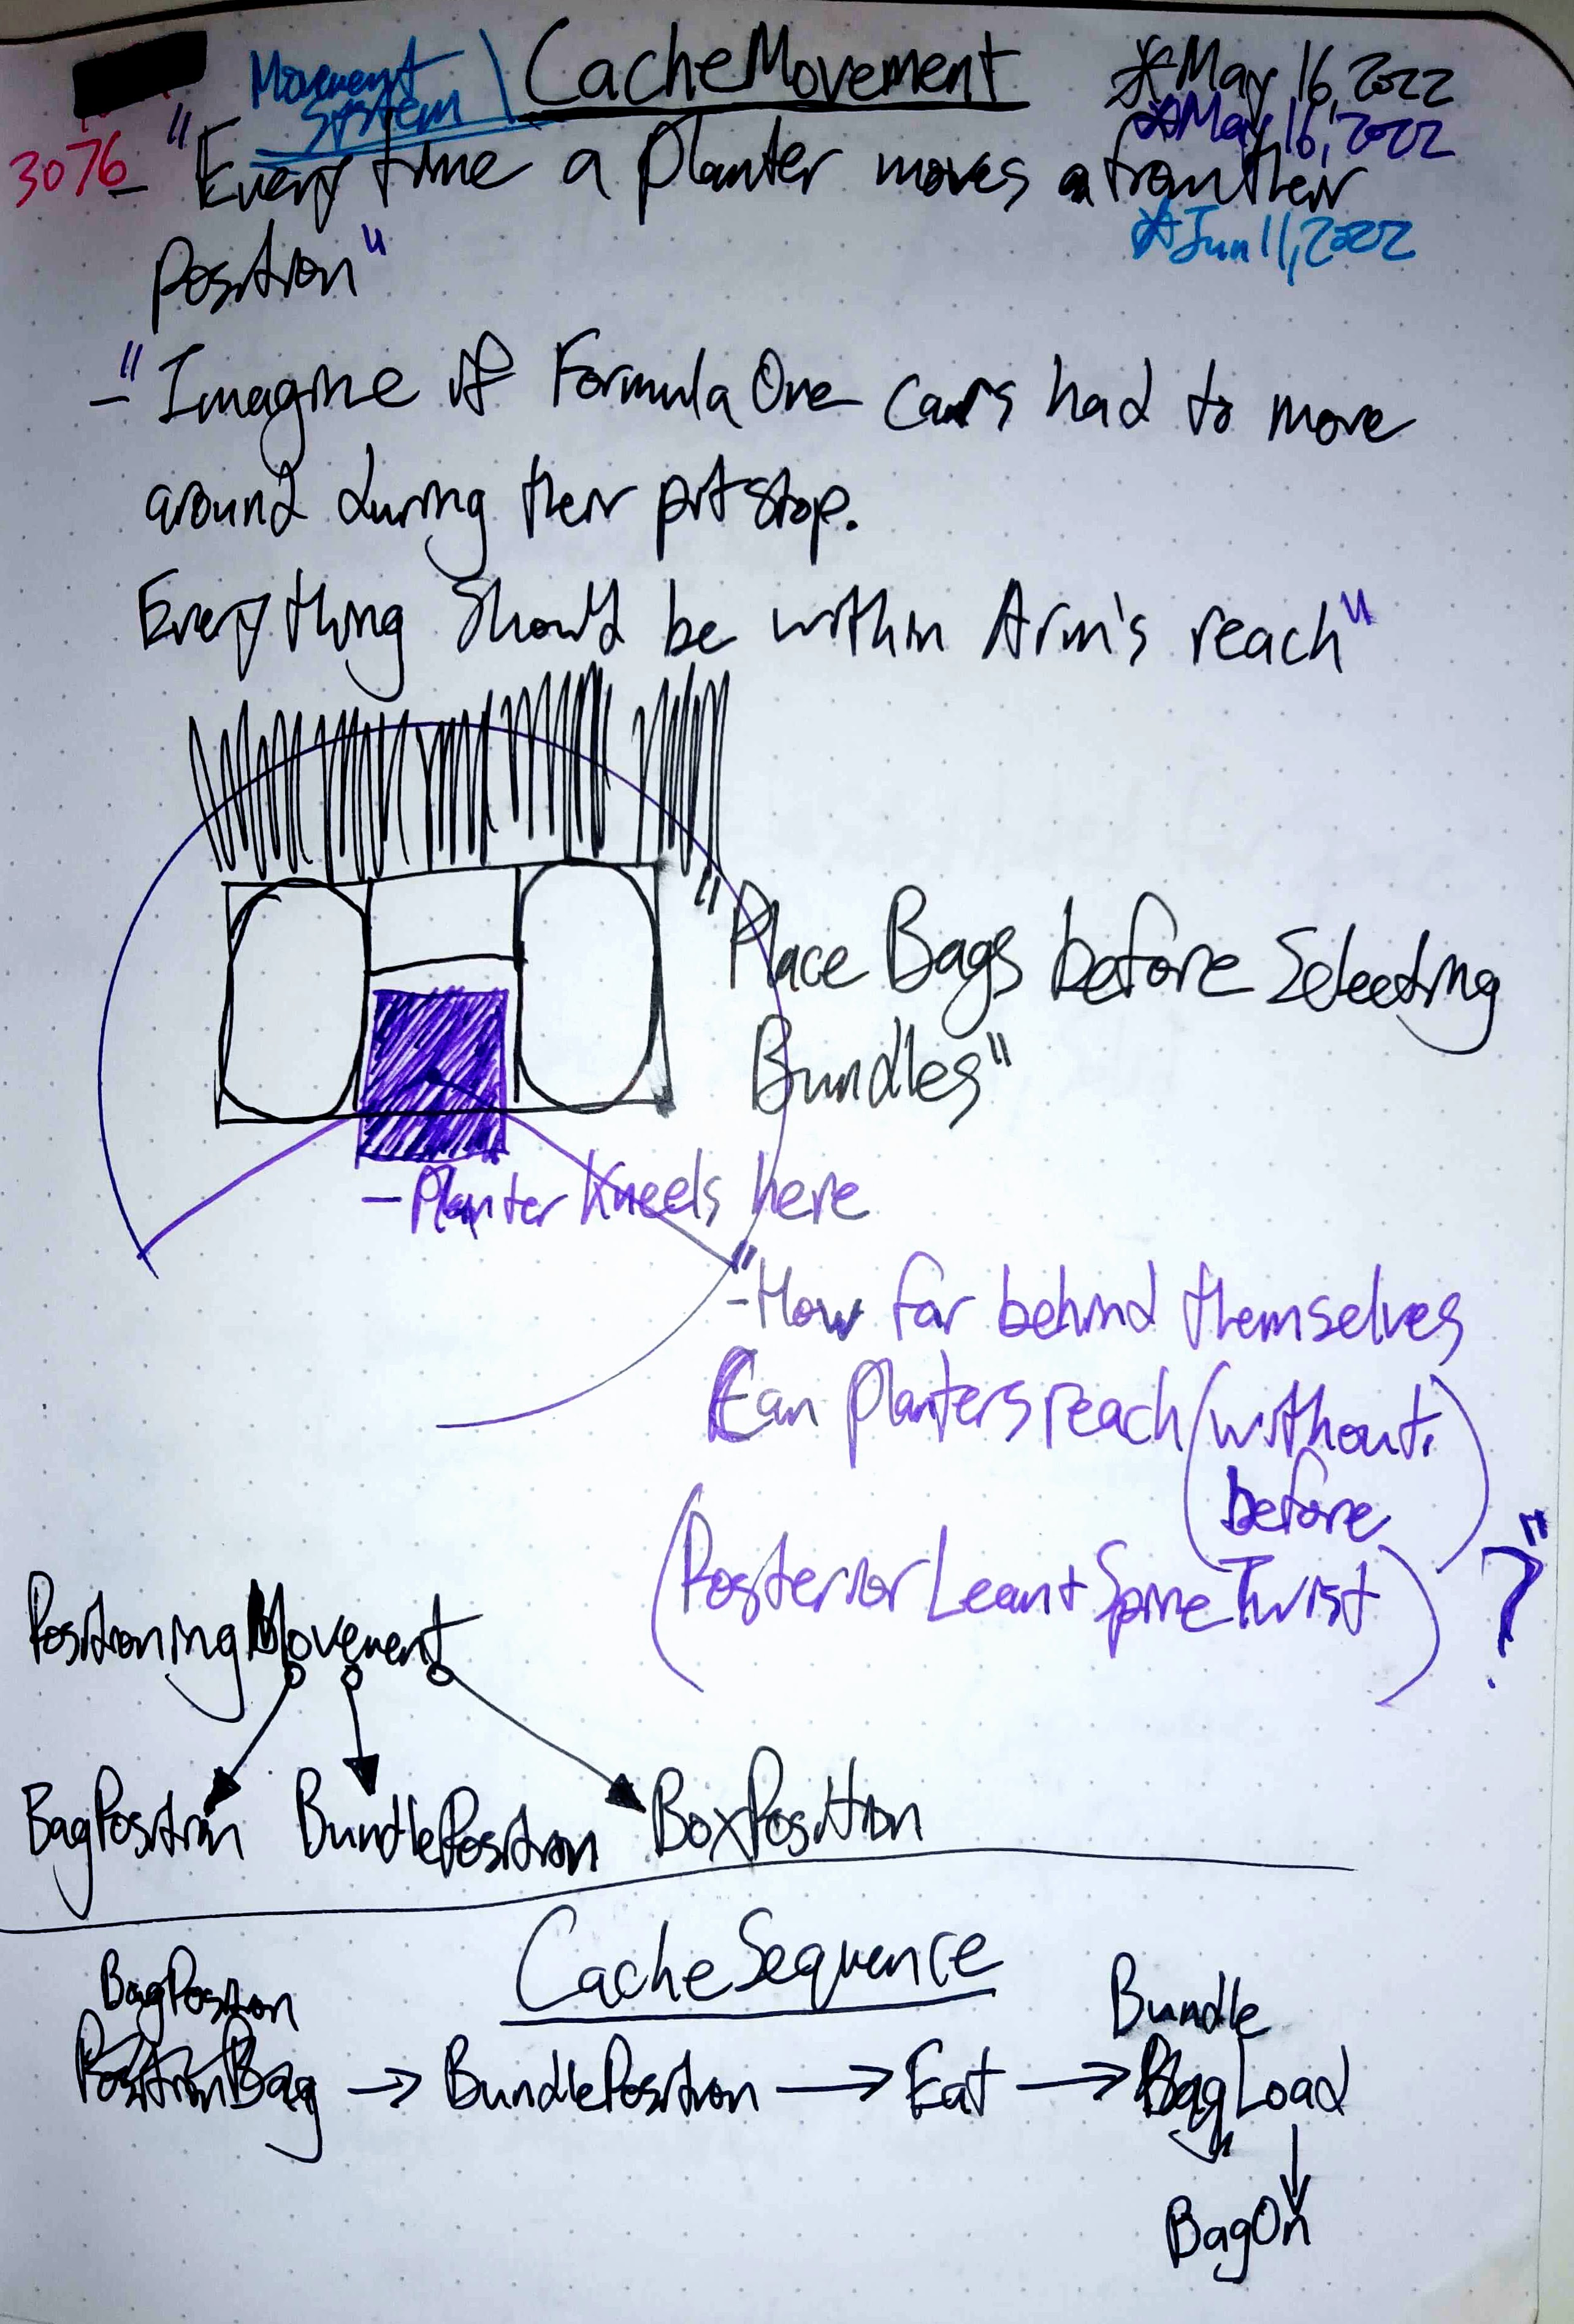 Movement \ CacheMovement *May 16, 2022
System *May 16, 2022
3076 - "Every time a planter moves from their
*Jun 11, 2022
Position"
- "Imagine if Formula One cars had to move
around during their pitstop.
Everything should be within Arm's reach"
"Place Bags before Selecting
Bundles"
- Planter Kneels here
"- How far behind themselves
Can planters reach (without.
before)
(Posterior Lean + Spine Twist) ?"
PositioningMovement
BagPosition BundlePosition BoxPosition
CacheSequence
BagPosition Bundle
PositionBag → BundlePosition → Eat → BagLoad
BagOn